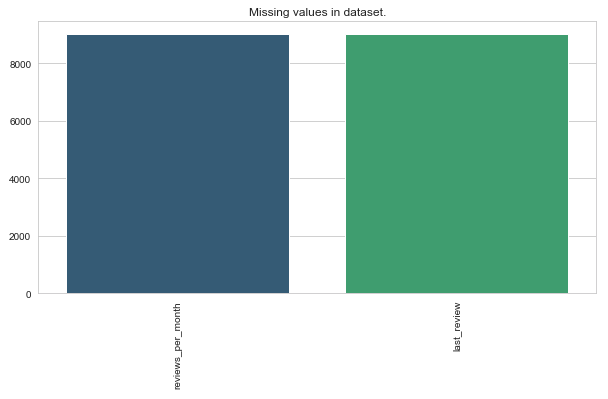 Missing values in dataset.
8000
6000
4000
2000
0
reviews_per_month
last_review